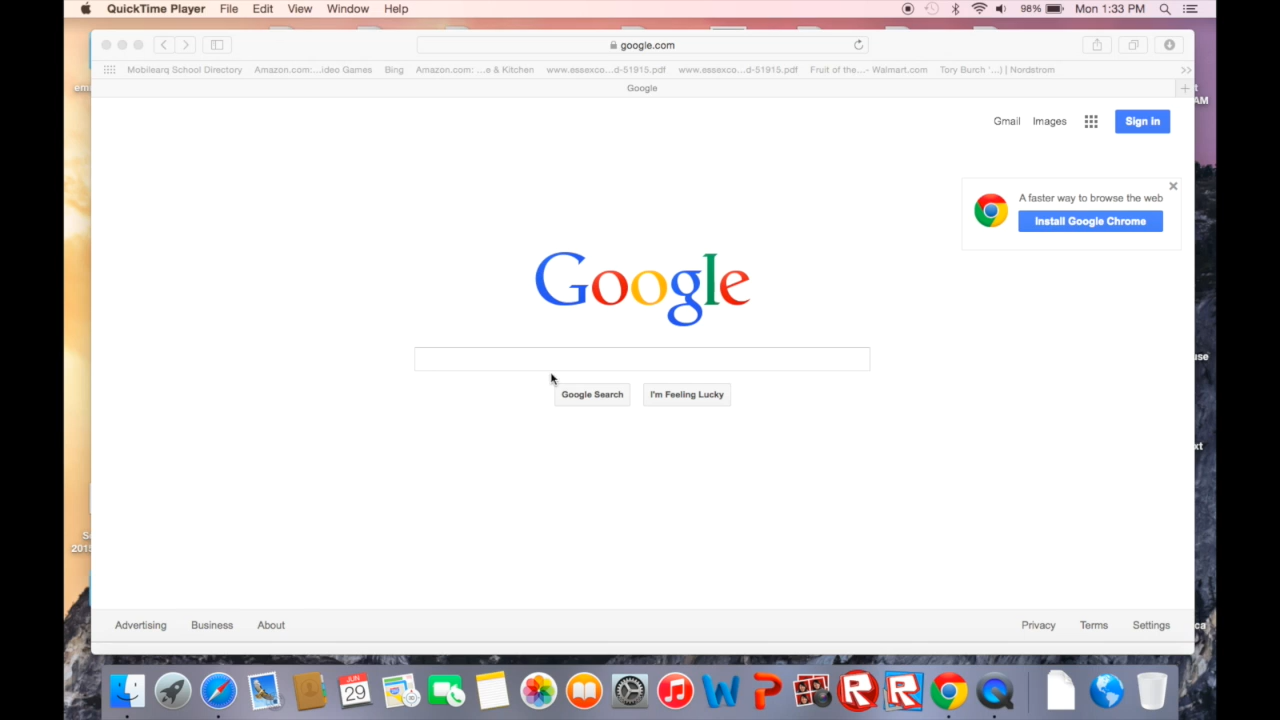 QuickTime Player File Edit View Window Help 98% Mon 1:33 PM
google.com
Mobilearq School Directory Amazon.com:...ideo Games Bing Amazon.com: ...e & Kitchen www.essexco...d-51915.pdf www.essexco...d-51915.pdf Fruit of the...- Walmart.com Tory Burch '...) | Nordstrom
Google
Gmail Images Sign in
A faster way to browse the web
Install Google Chrome
Google
Google Search I'm Feeling Lucky
Advertising Business About Privacy Terms Settings
JUN
29